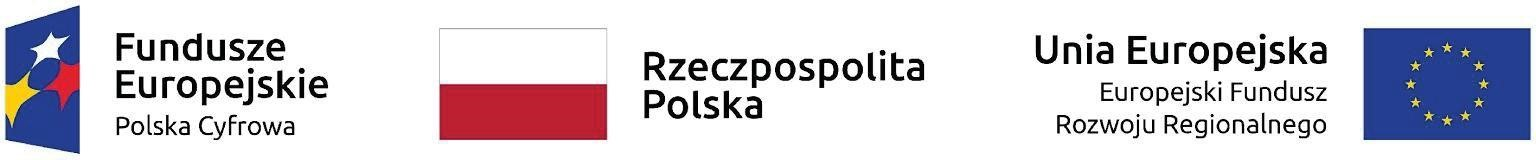 Fundusze
Europejskie
Polska Cyfrowa
Rzeczpospolita
Polska
Unia Europejska
Europejski Fundusz
Rozwoju Regionalnego